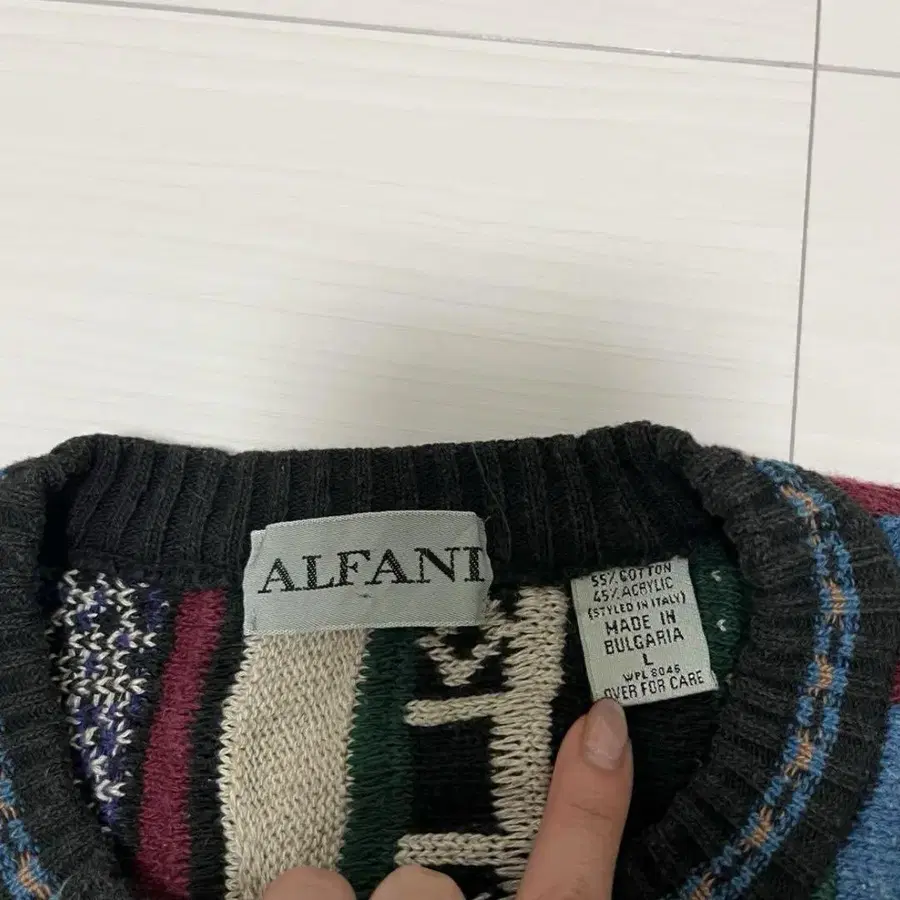 ALFANI
55% COTTON
45% ACRYLIC
(STYLED IN ITALY)
MADE IN
BULGARIA
L
WPL 8046
OVER FOR CARE